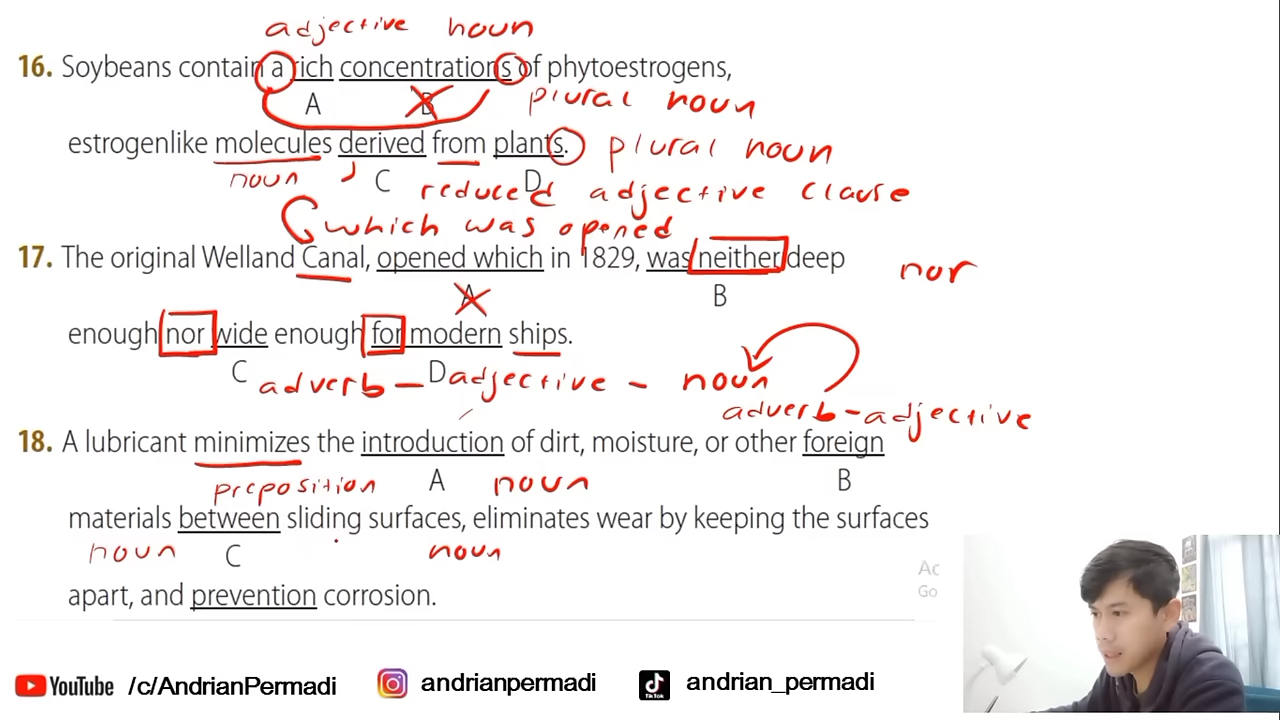 adjective noun
16. Soybeans contain a rich concentrations of phytoestrogens,
A B plural noun
estrogenlike molecules derived from plants. plural noun
noun C reduced D adjective clause
which was opened
17. The original Welland Canal, opened which in 1829, was neither deep nor
A B
enough nor wide enough for modern ships.
C adverb - D adjective - noun
adverb-adjective
18. A lubricant minimizes the introduction of dirt, moisture, or other foreign
preposition A noun B
materials between sliding surfaces, eliminates wear by keeping the surfaces
noun C noun
apart, and prevention corrosion.
Ac
Go
YouTube /c/AndrianPermadi andrianpermadi TikTok andrian_permadi